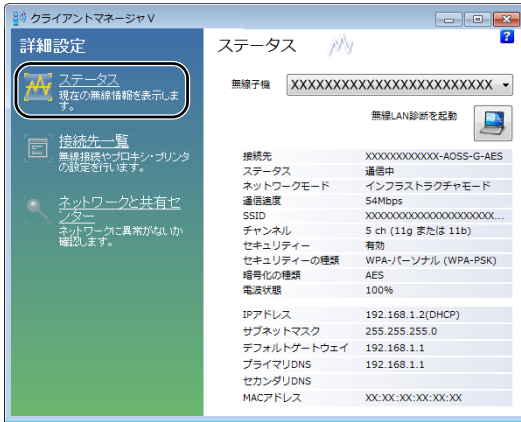 クライアントマネージャV
詳細設定
ステータス
現在の無線情報を表示しま
す。
接続先一覧
無線接続やプロキシ・プリンタ
の設定を行います。
ネットワークと共有セ
ンター
ネットワークに異常がないか
確認します。
ステータス
?
無線子機 XXXXXXXXXXXXXXXXXXXXXXXXX
無線LAN診断を起動
接続先 XXXXXXXXXXXX-AOSS-G-AES
ステータス 通信中
ネットワークモード インフラストラクチャモード
通信速度 54Mbps
SSID XXXXXXXXXXXXXXXXXXXXX...
チャンネル 5 ch (11g または 11b)
セキュリティー 有効
セキュリティーの種類 WPA-パーソナル (WPA-PSK)
暗号化の種類 AES
電波状態 100%
IPアドレス 192.168.1.2(DHCP)
サブネットマスク 255.255.255.0
デフォルトゲートウェイ 192.168.1.1
プライマリDNS 192.168.1.1
セカンダリDNS
MACアドレス XX:XX:XX:XX:XX:XX